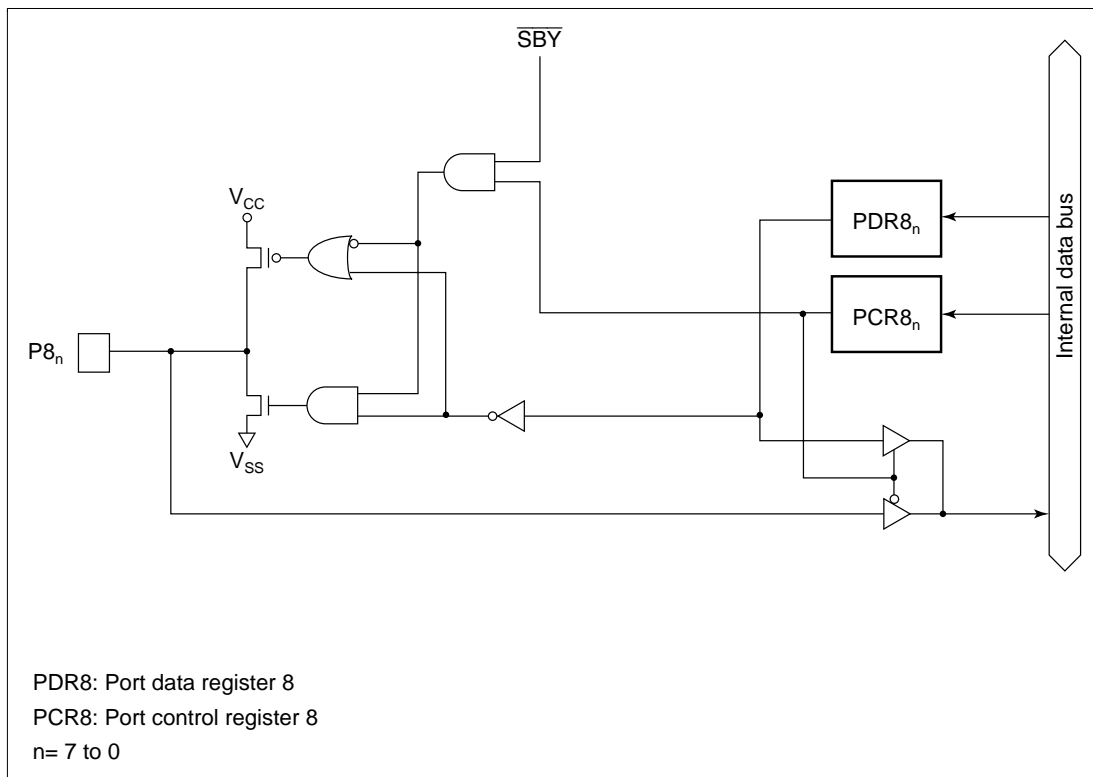 SBY
V_CC
PDR8_n
PCR8_n
Internal data bus
P8_n
V_SS
PDR8: Port data register 8
PCR8: Port control register 8
n= 7 to 0